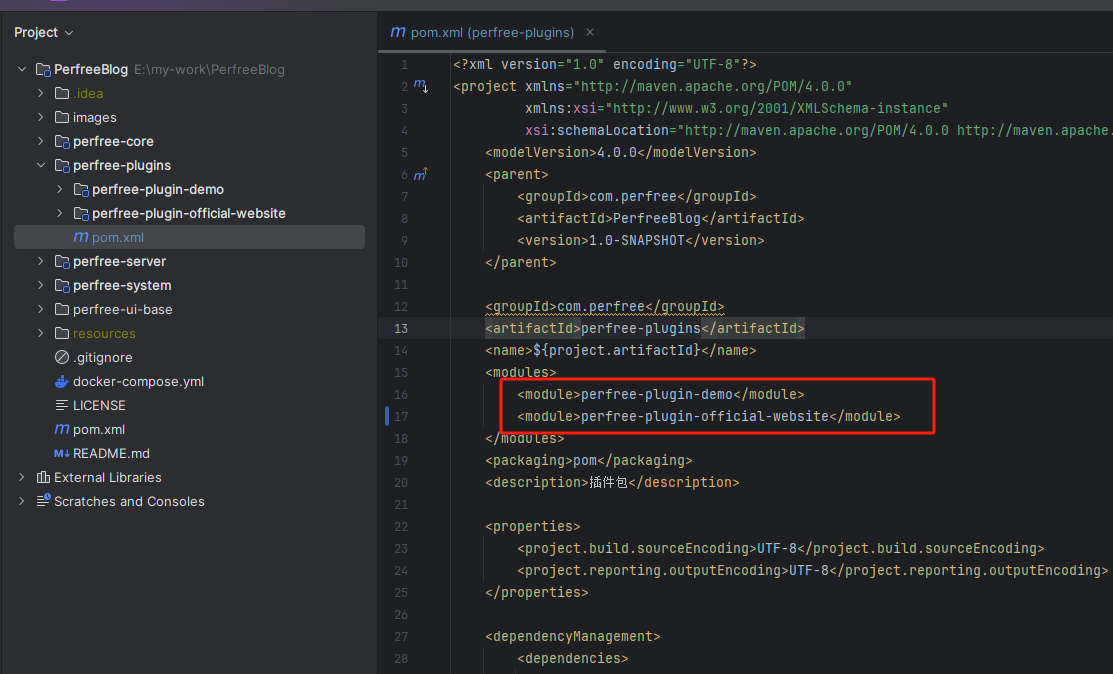 Project
PerfreeBlog E:\my-work\PerfreeBlog
.idea
images
perfree-core
perfree-plugins
perfree-plugin-demo
perfree-plugin-official-website
pom.xml
perfree-server
perfree-system
perfree-ui-base
resources
.gitignore
docker-compose.yml
LICENSE
pom.xml
README.md
External Libraries
Scratches and Consoles
pom.xml (perfree-plugins)
1 <?xml version="1.0" encoding="UTF-8"?>
2 <project xmlns="http://maven.apache.org/POM/4.0.0"
3 xmlns:xsi="http://www.w3.org/2001/XMLSchema-instance"
4 xsi:schemaLocation="http://maven.apache.org/POM/4.0.0 http://maven.apache.
5 <modelVersion>4.0.0</modelVersion>
6 <parent>
7 <groupId>com.perfree</groupId>
8 <artifactId>PerfreeBlog</artifactId>
9 <version>1.0-SNAPSHOT</version>
10 </parent>
11
12 <groupId>com.perfree</groupId>
13 <artifactId>perfree-plugins</artifactId>
14 <name>${project.artifactId}</name>
15 <modules>
16 <module>perfree-plugin-demo</module>
17 <module>perfree-plugin-official-website</module>
18 </modules>
19 <packaging>pom</packaging>
20 <description>插件包</description>
21
22 <properties>
23 <project.build.sourceEncoding>UTF-8</project.build.sourceEncoding>
24 <project.reporting.outputEncoding>UTF-8</project.reporting.outputEncoding>
25 </properties>
26
27 <dependencyManagement>
28 <dependencies>